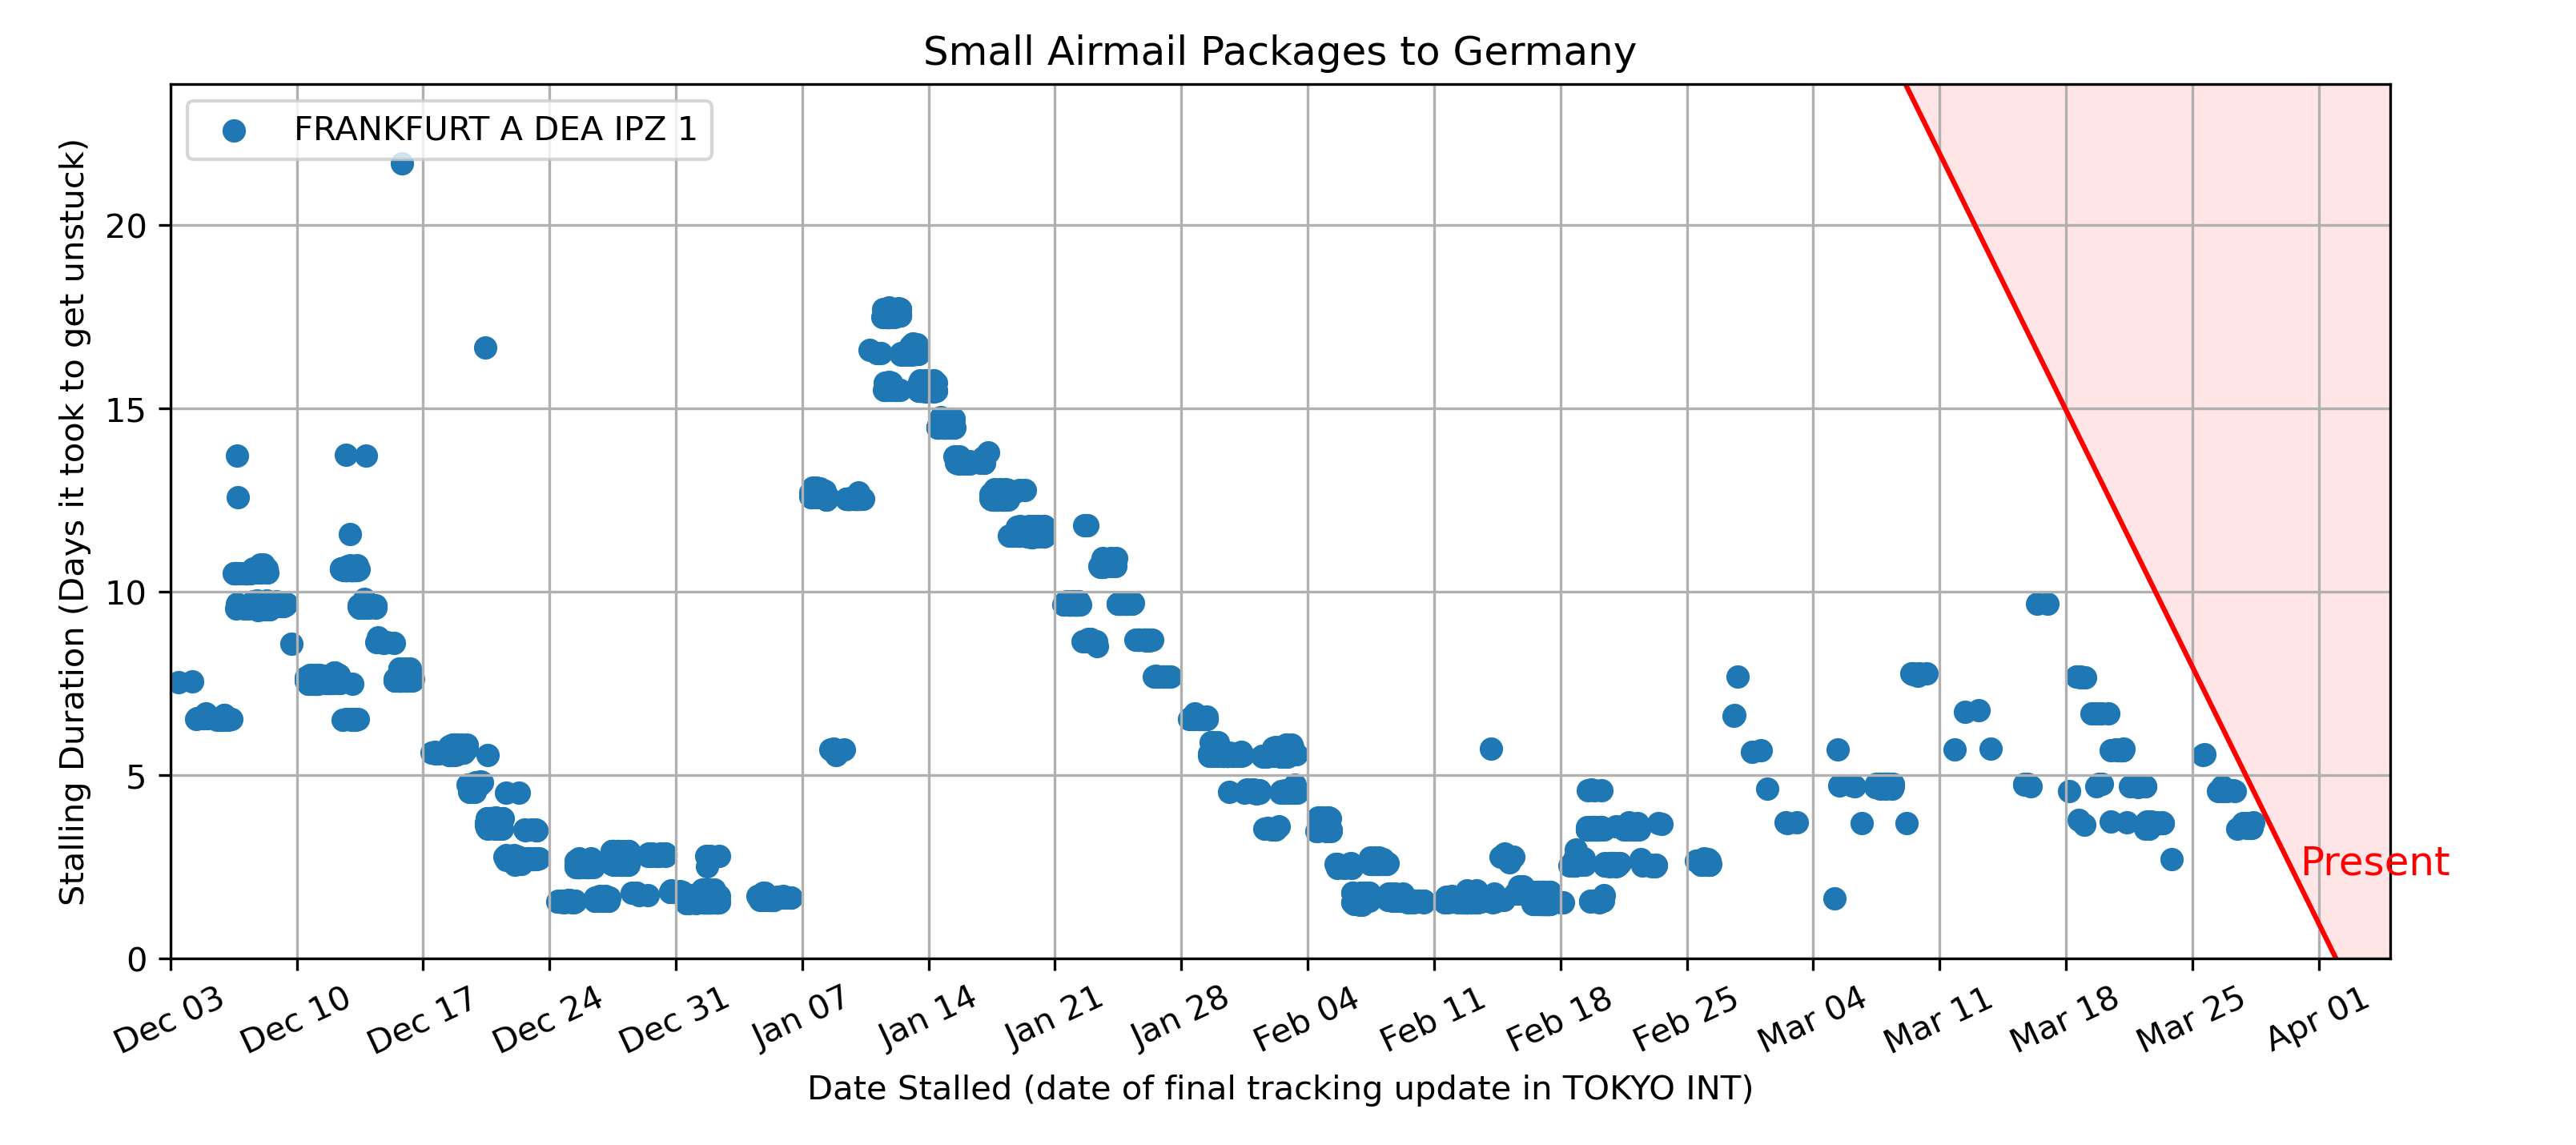 Small Airmail Packages to Germany
FRANKFURT A DEA IPZ 1
Stalling Duration (Days it took to get unstuck)
20
15
10
5
0
Present
Dec 03
Dec 10
Dec 17
Dec 24
Dec 31
Jan 07
Jan 14
Jan 21
Jan 28
Feb 04
Feb 11
Feb 18
Feb 25
Mar 04
Mar 11
Mar 18
Mar 25
Apr 01
Date Stalled (date of final tracking update in TOKYO INT)